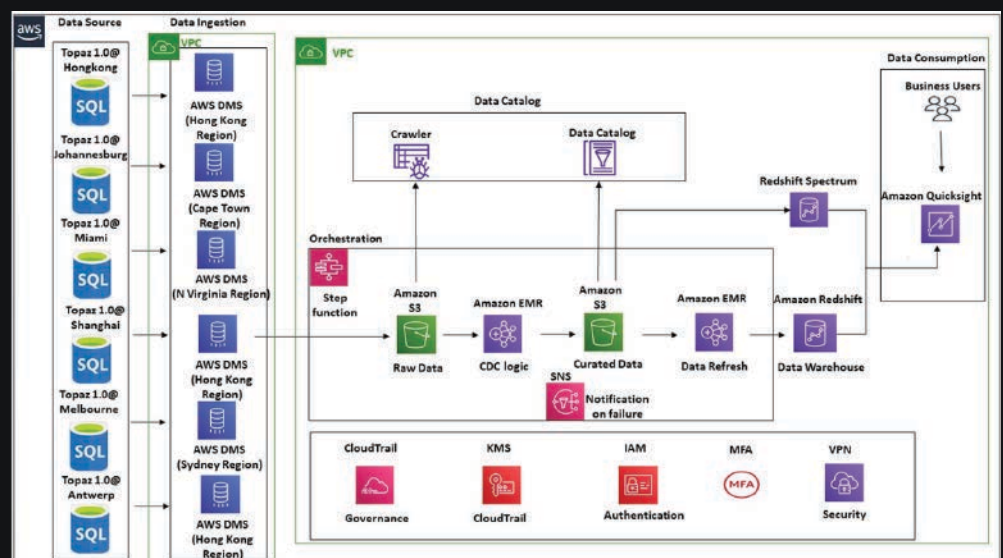 aws
Data Source
Data Ingestion
VPC
Topaz 1.0@
Hongkong
SQL
Topaz 1.0@
Johannesburg
SQL
Topaz 1.0@
Miami
SQL
Topaz 1.0@
Shanghai
SQL
Topaz 1.0@
Melbourne
SQL
Topaz 1.0@
Antwerp
SQL
AWS DMS
(Hong Kong
Region)
AWS DMS
(Cape Town
Region)
AWS DMS
(N Virginia Region)
AWS DMS
(Hong Kong
Region)
AWS DMS
(Sydney Region)
AWS DMS
(Hong Kong
Region)
VPC
Data Catalog
Crawler
Data Catalog
Orchestration
Step
function
Amazon
S3
Raw Data
Amazon EMR
CDC logic
Amazon
S3
Curated Data
Amazon EMR
Data Refresh
SNS
Notification
on failure
Redshift Spectrum
Amazon Redshift
Data Warehouse
Data Consumption
Business Users
Amazon Quicksight
CloudTrail
Governance
KMS
CloudTrail
IAM
Authentication
MFA
MFA
VPN
Security